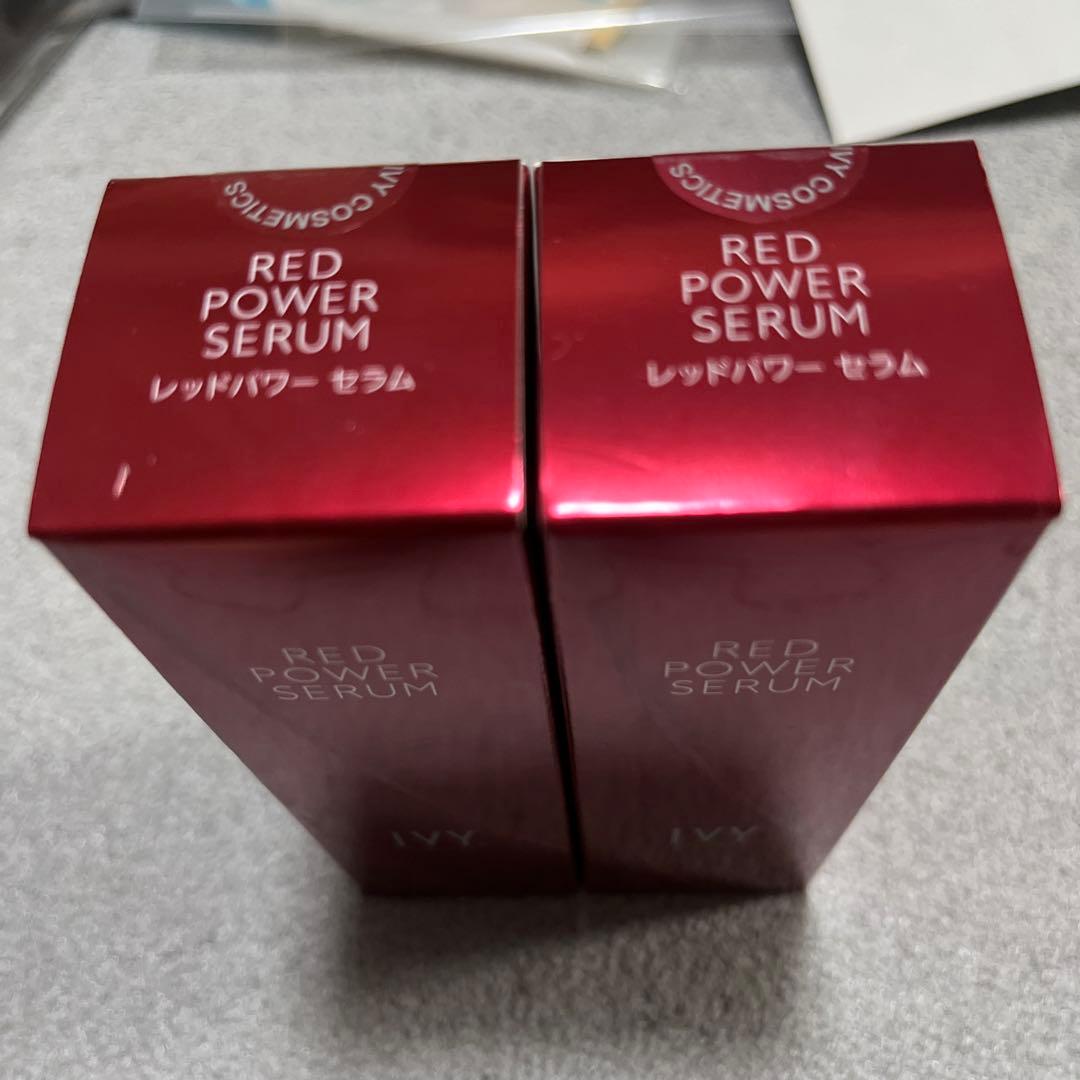 IVY COSMETICS
RED
POWER
SERUM
レッドパワー セラム
RED
POWER
SERUM
IVY
IVY COSMETICS
RED
POWER
SERUM
レッドパワー セラム
RED
POWER
SERUM
IVY